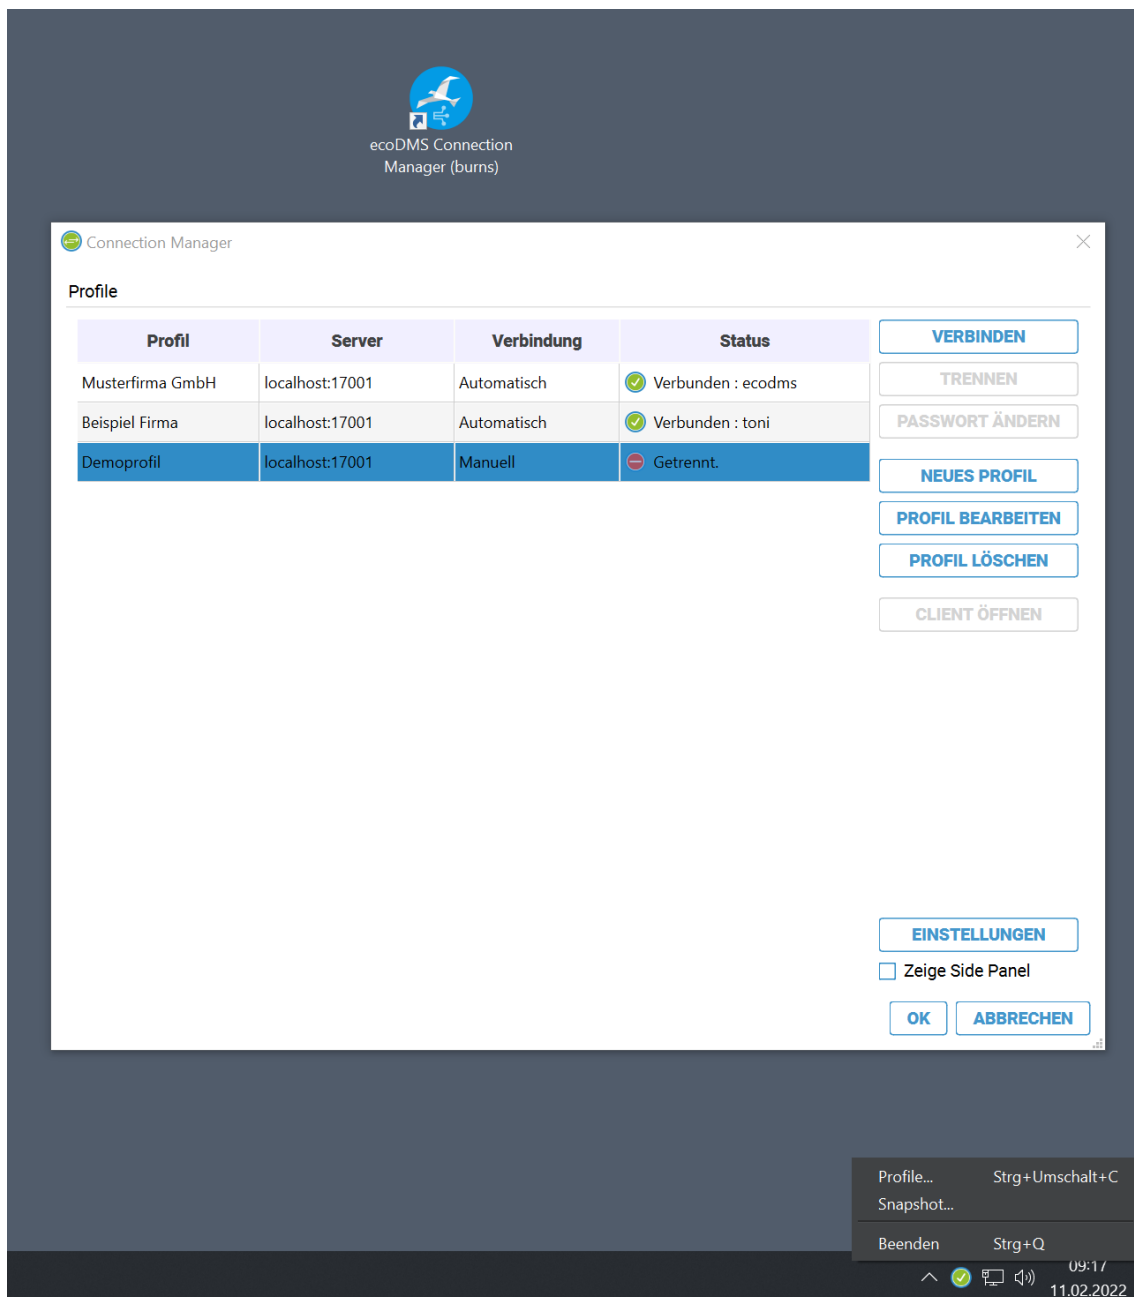 ecoDMS Connection
Manager (burns)
Connection Manager
Profile
Profil Server Verbindung Status
Musterfirma GmbH localhost:17001 Automatisch Verbunden : ecodms
Beispiel Firma localhost:17001 Automatisch Verbunden : toni
Demoprofil localhost:17001 Manuell Getrennt.
VERBINDEN
TRENNEN
PASSWORT ÄNDERN
NEUES PROFIL
PROFIL BEARBEITEN
PROFIL LÖSCHEN
CLIENT ÖFFNEN
EINSTELLUNGEN
Zeige Side Panel
OK ABBRECHEN
Profile... Strg+Umschalt+C
Snapshot...
Beenden Strg+Q
09:17
11.02.2022